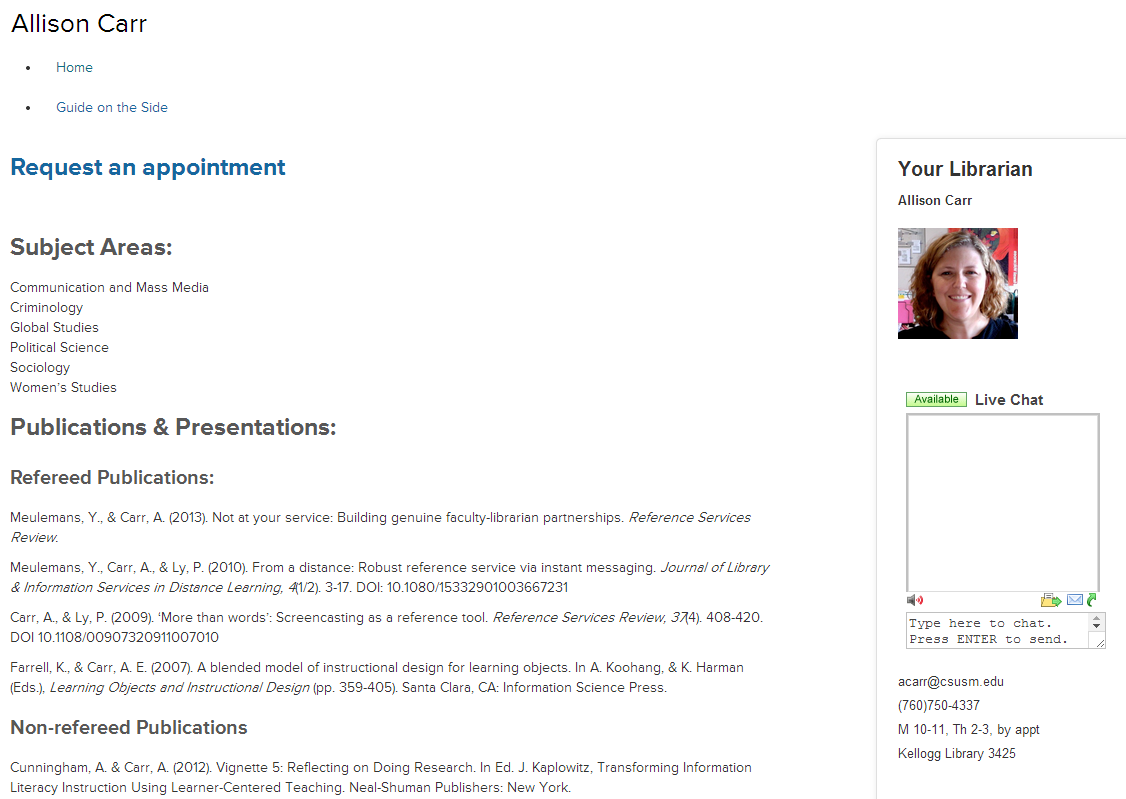 Allison Carr
Home
Guide on the Side
Request an appointment
Subject Areas:
Communication and Mass Media
Criminology
Global Studies
Political Science
Sociology
Women's Studies
Publications & Presentations:
Refereed Publications:
Meulemans, Y., & Carr, A. (2013). Not at your service: Building genuine faculty-librarian partnerships. Reference Services
Review.
Meulemans, Y., Carr, A., & Ly, P. (2010). From a distance: Robust reference service via instant messaging. Journal of Library
& Information Services in Distance Learning, 4(1/2). 3-17. DOI: 10.1080/15332901003667231
Carr, A., & Ly, P. (2009). ‘More than words’: Screencasting as a reference tool. Reference Services Review, 37(4). 408-420.
DOI 10.1108/00907320911007010
Farrell, K., & Carr, A. E. (2007). A blended model of instructional design for learning objects. In A. Koohang, & K. Harman
(Eds.), Learning Objects and Instructional Design (pp. 359-405). Santa Clara, CA: Information Science Press.
Non-refereed Publications
Cunningham, A. & Carr, A. (2012). Vignette 5: Reflecting on Doing Research. In Ed. J. Kaplowitz, Transforming Information
Literacy Instruction Using Learner-Centered Teaching. Neal-Shuman Publishers: New York.
Your Librarian
Allison Carr
Available Live Chat
Type here to chat.
Press ENTER to send.
acarr@csusm.edu
(760)750-4337
M 10-11, Th 2-3, by appt
Kellogg Library 3425